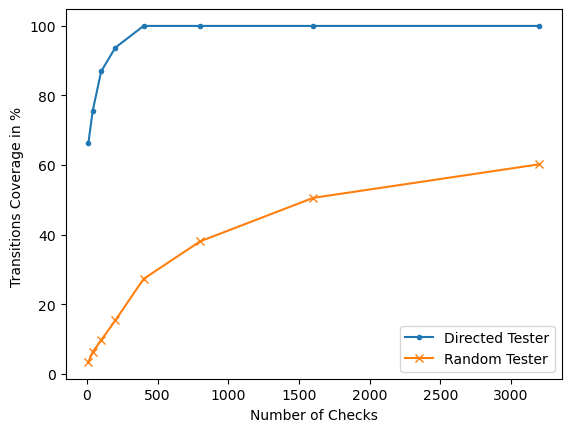 100
80
60
40
20
0
Transitions Coverage in %
0 500 1000 1500 2000 2500 3000
Number of Checks
Directed Tester
Random Tester